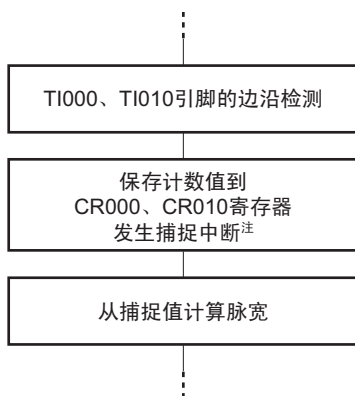 TI000、TI010引脚的边沿检测
保存计数值到
CR000、CR010寄存器
发生捕捉中断注
从捕捉值计算脉宽